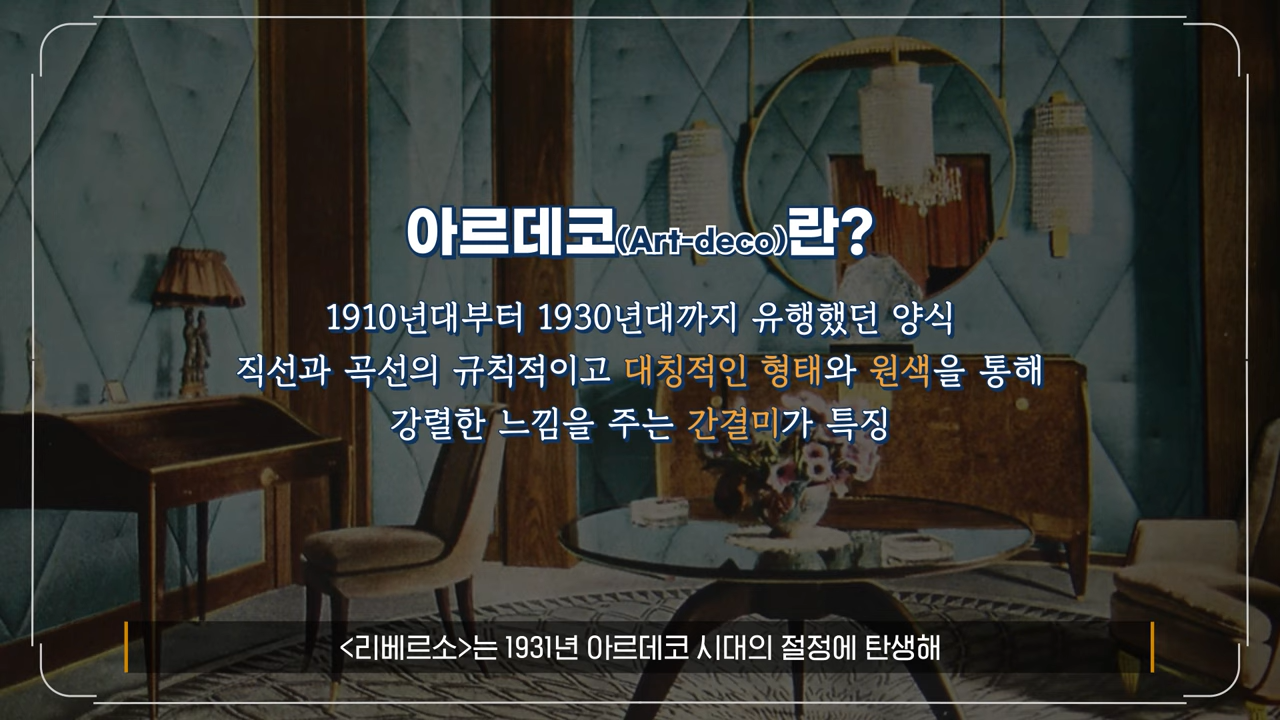 아르데코(Art-deco)란?
1910년대부터 1930년대까지 유행했던 양식
직선과 곡선의 규칙적이고 대칭적인 형태와 원색을 통해
강렬한 느낌을 주는 간결미가 특징
<리베르소>는 1931년 아르데코 시대의 절정에 탄생해